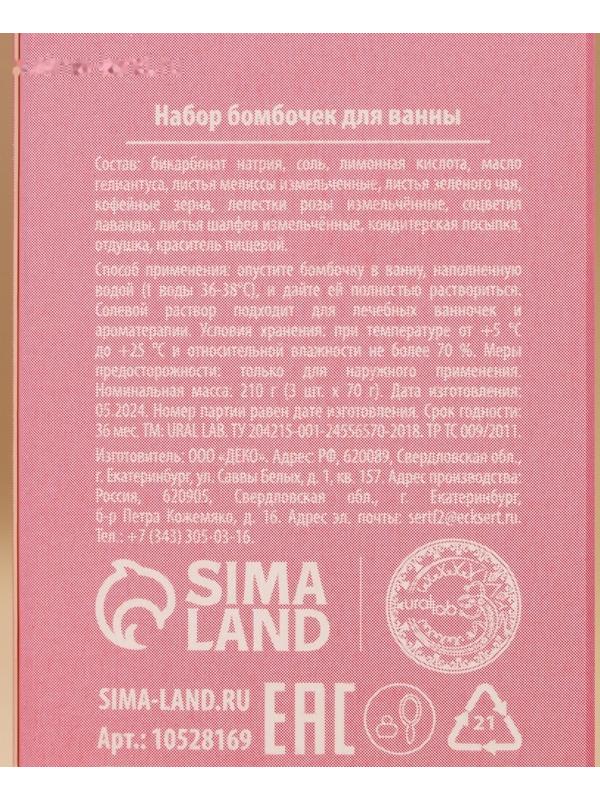 Набор бомбочек для ванны
Состав: бикарбонат натрия, соль, лимонная кислота, масло
гелиантуса, листья мелиссы измельченные, листья зелёного чая,
кофейные зерна, лепестки розы измельчённые, соцветия
лаванды, листья шалфея измельчённые, кондитерская посыпка,
отдушка, краситель пищевой.
Способ применения: опустите бомбочку в ванну, наполненную
водой (t воды 36-38°С), и дайте ей полностью раствориться.
Солевой раствор подходит для лечебных ванночек и
ароматерапии. Условия хранения: при температуре от +5 °С
до +25 °С и относительной влажности не более 70 %. Меры
предосторожности: только для наружного применения.
Номинальная масса: 210 г (3 шт. х 70 г). Дата изготовления:
05.2024. Номер партии равен дате изготовления. Срок годности:
36 мес. ТМ: URAL LAB. ТУ 204215-001-24556570-2018. ТР ТС 009/2011.
Изготовитель: ООО «ДЕКО». Адрес: РФ, 620089, Свердловская обл.,
г. Екатеринбург, ул. Саввы Белых, д. 1, кв. 157. Адрес производства:
Россия, 620905, Свердловская обл., г. Екатеринбург,
б-р Петра Кожемяко, д. 16. Адрес эл. почты: sertf2@ecksert.ru.
Тел.: +7 (343) 305-03-16.
SIMA
LAND
ural lab
SIMA-LAND.RU
Арт.: 10528169
EAC
21